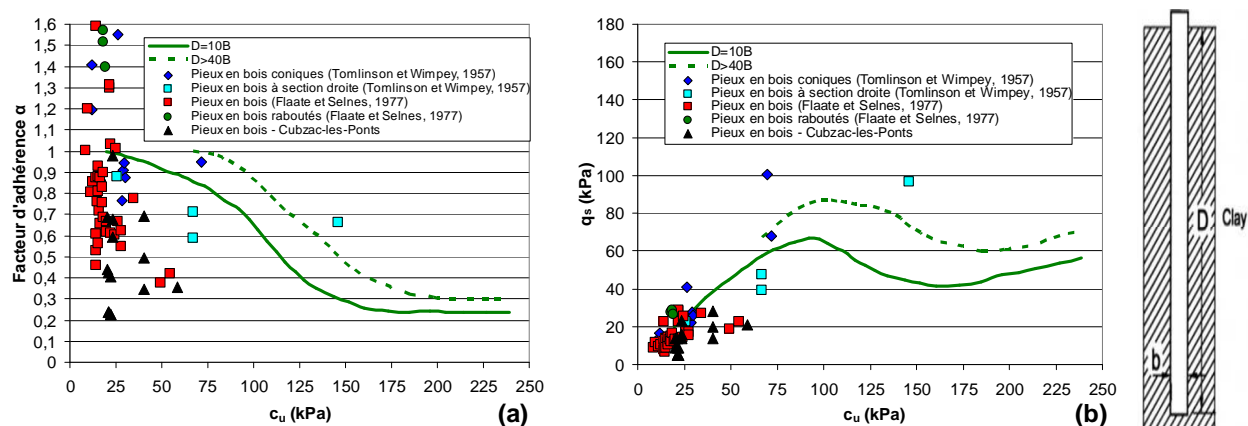 1,6
1,5
1,4
1,3
1,2
1,1
1
0,9
0,8
0,7
0,6
0,5
0,4
0,3
0,2
0,1
0
Facteur d'adhérence α
D=10B
D>40B
Pieux en bois coniques (Tomlinson et Wimpey, 1957)
Pieux en bois à section droite (Tomlinson et Wimpey, 1957)
Pieux en bois (Flaate et Selnes, 1977)
Pieux en bois raboutés (Flaate et Selnes, 1977)
Pieux en bois - Cubzac-les-Ponts
0 25 50 75 100 125 150 175 200 225 250
cu (kPa)
(a)
180
160
140
120
100
80
60
40
20
0
qs (kPa)
D=10B
D>40B
Pieux en bois coniques (Tomlinson et Wimpey, 1957)
Pieux en bois à section droite (Tomlinson et Wimpey, 1957)
Pieux en bois (Flaate et Selnes, 1977)
Pieux en bois raboutés (Flaate et Selnes, 1977)
Pieux en bois - Cubzac-les-Ponts
0 25 50 75 100 125 150 175 200 225 250
cu (kPa)
(b)
D
Clay
b